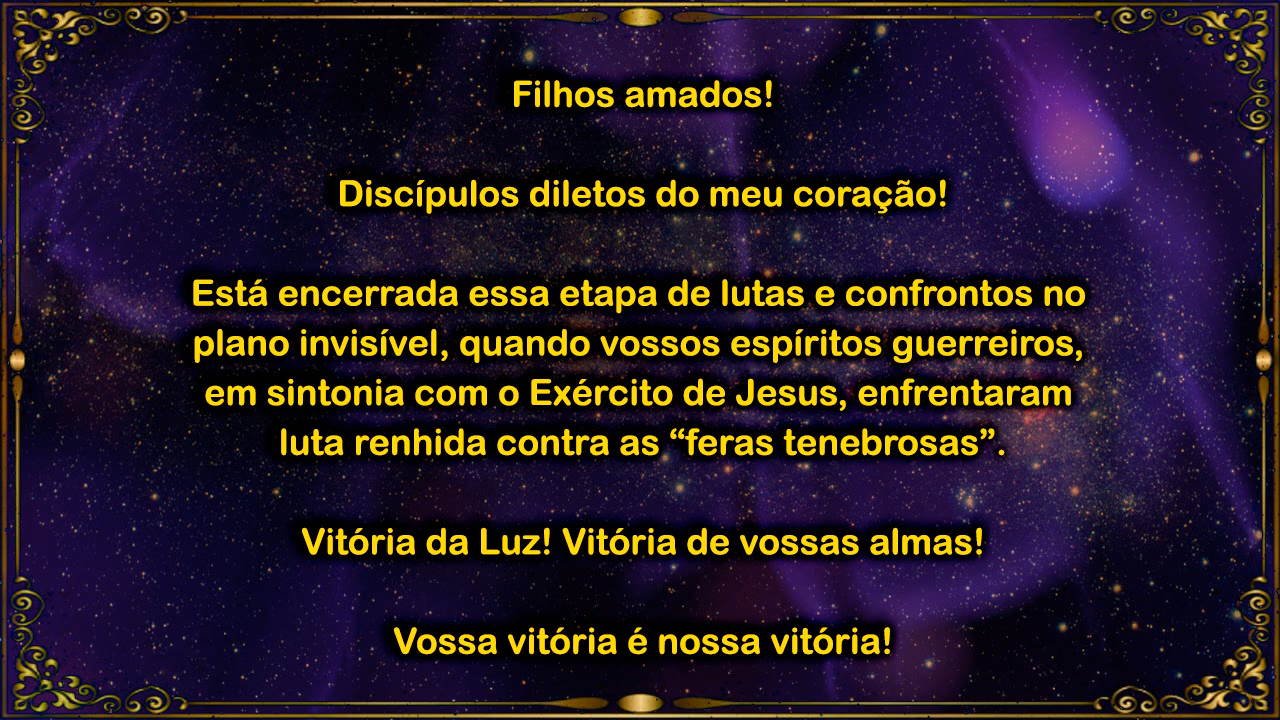 Filhos amados!
Discípulos diletos do meu coração!
Está encerrada essa etapa de lutas e confrontos no
plano invisível, quando vossos espíritos guerreiros,
em sintonia com o Exército de Jesus, enfrentaram
luta renhida contra as “feras tenebrosas”.
Vitória da Luz! Vitória de vossas almas!
Vossa vitória é nossa vitória!